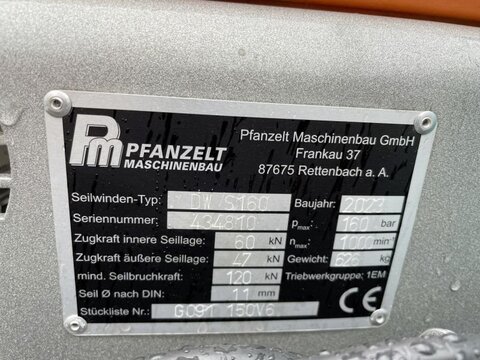 Pm PFANZELT
MASCHINENBAU
Pfanzelt Maschinenbau GmbH
Frankau 37
87675 Rettenbach a. A.
Seilwinden-Typ: DW S160 Baujahr: 2023
Seriennummer: 434810 pmax: 160 bar
Zugkraft innere Seillage: 60 kN nmax: 1000 min-1
Zugkraft äußere Seillage: 47 kN Gewicht: 626 kg
mind. Seilbruchkraft: 120 kN Triebwerkgruppe: 1EM
Seil Ø nach DIN: 11 mm
Stückliste Nr.: G09T 150V6 CE